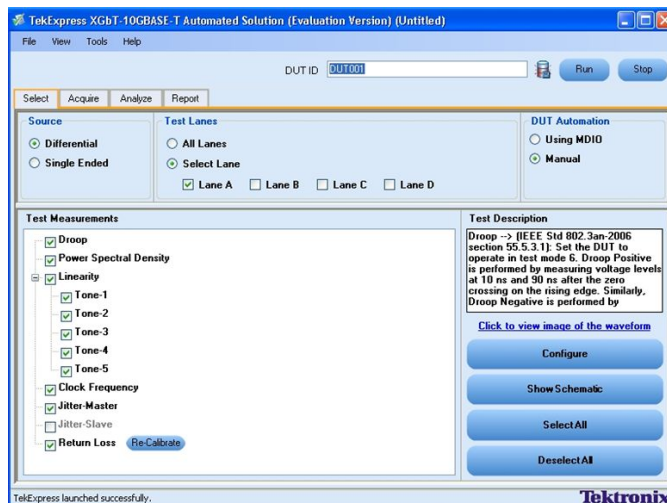 TekExpress XGbT-10GBASE-T Automated Solution (Evaluation Version) (Untitled)
File View Tools Help
DUT ID DUT001 Run Stop
Select Acquire Analyze Report
Source Test Lanes DUT Automation
Differential All Lanes Using MDIO
Single Ended Select Lane Manual
Lane A Lane B Lane C Lane D
Test Measurements
Droop
Power Spectral Density
Linearity
Tone-1
Tone-2
Tone-3
Tone-4
Tone-5
Clock Frequency
Jitter-Master
Jitter-Slave
Return Loss Re-Calibrate
Test Description
Droop --> (IEEE Std 802.3an-2006
section 55.5.3.1): Set the DUT to
operate in test mode 6. Droop Positive
is performed by measuring voltage levels
at 10 ns and 90 ns after the zero
crossing on the rising edge. Similarly,
Droop Negative is performed by
Click to view image of the waveform
Configure
Show Schematic
Select All
Deselect All
TekExpress launched successfully.
Tektronix